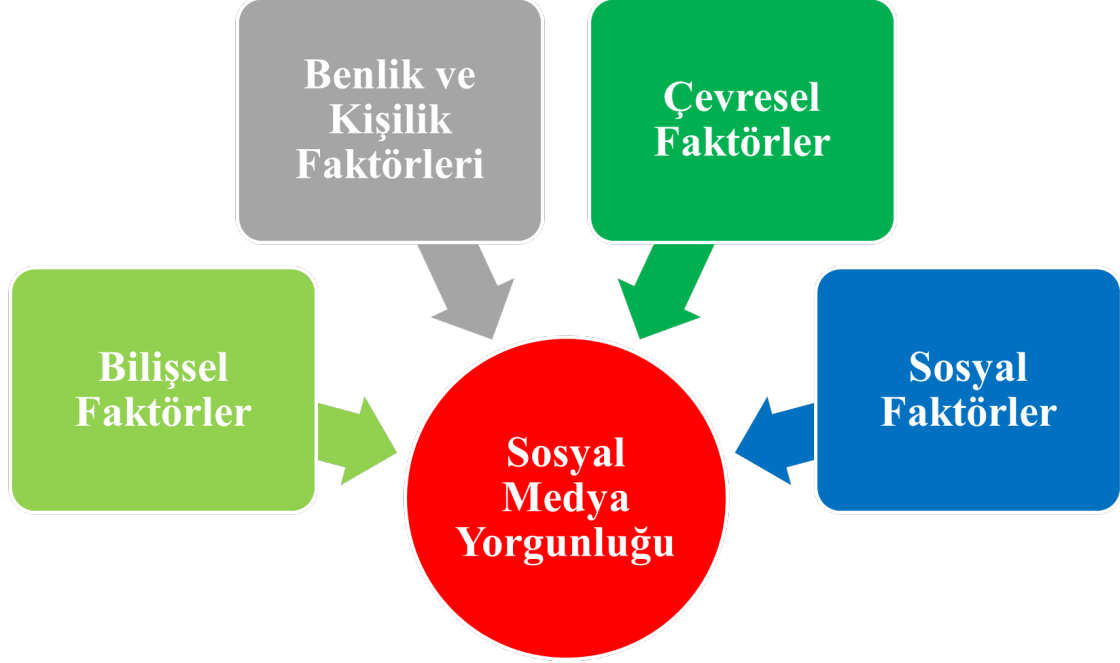 Benlik ve
Kişilik
Faktörleri
Çevresel
Faktörler
Bilişsel
Faktörler
Sosyal
Faktörler
Sosyal
Medya
Yorgunluğu